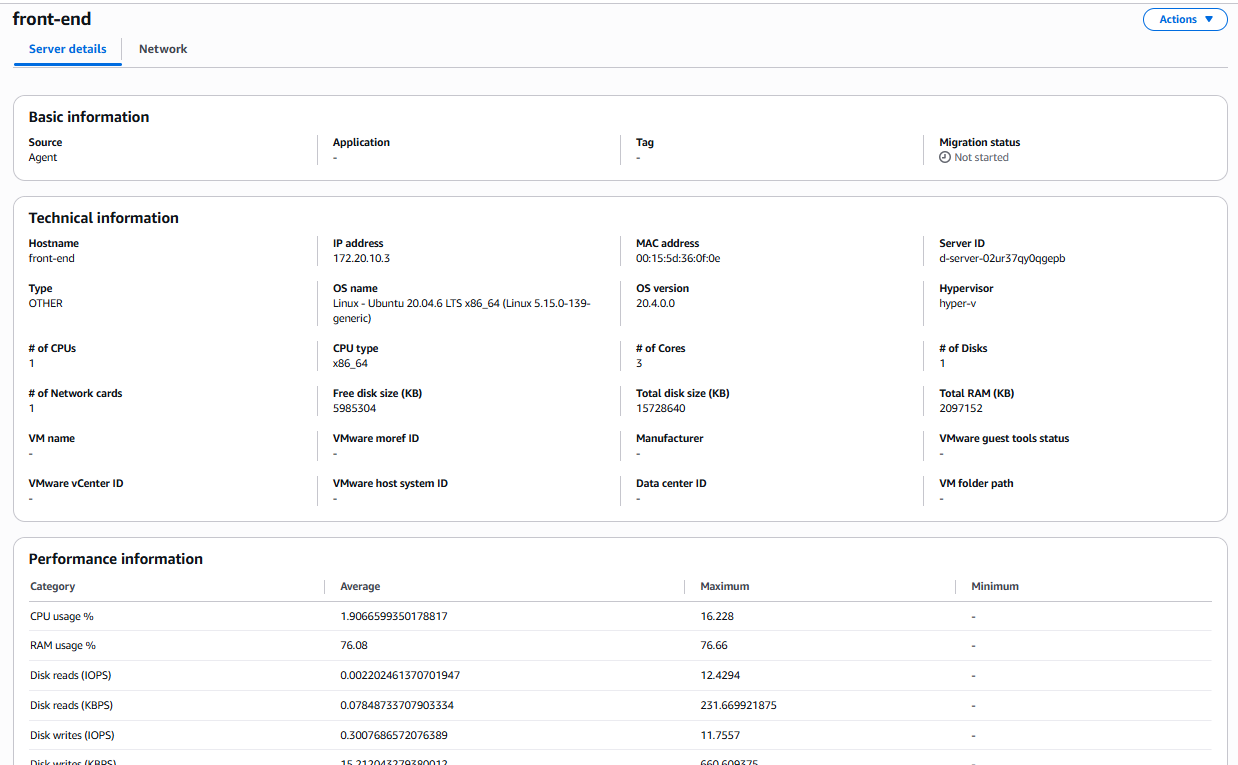 front-end
Actions
Server details
Network
Basic information
Source
Application
Tag
Migration status
Agent
-
-
Not started
Technical information
Hostname
IP address
MAC address
Server ID
front-end
172.20.10.3
00:15:5d:36:0f:0e
d-server-02ur37qy0qgepb
Type
OS name
OS version
Hypervisor
OTHER
Linux - Ubuntu 20.04.6 LTS x86_64 (Linux 5.15.0-139-
generic)
20.4.0.0
hyper-v
# of CPUs
CPU type
# of Cores
# of Disks
1
x86_64
3
1
# of Network cards
Free disk size (KB)
Total disk size (KB)
Total RAM (KB)
1
5985304
15728640
2097152
VM name
VMware moref ID
Manufacturer
VMware guest tools status
-
-
-
-
VMware vCenter ID
VMware host system ID
Data center ID
VM folder path
-
-
-
-
Performance information
Category Average Maximum Minimum
CPU usage % 1.9066599350178817 16.228 -
RAM usage % 76.08 76.66 -
Disk reads (IOPS) 0.002202461370701947 12.4294 -
Disk reads (KBPS) 0.07848733707903334 231.669921875 -
Disk writes (IOPS) 0.3007686572076389 11.7557 -
Disk writes (KBPS) 15.212043279380012 660.609375 -